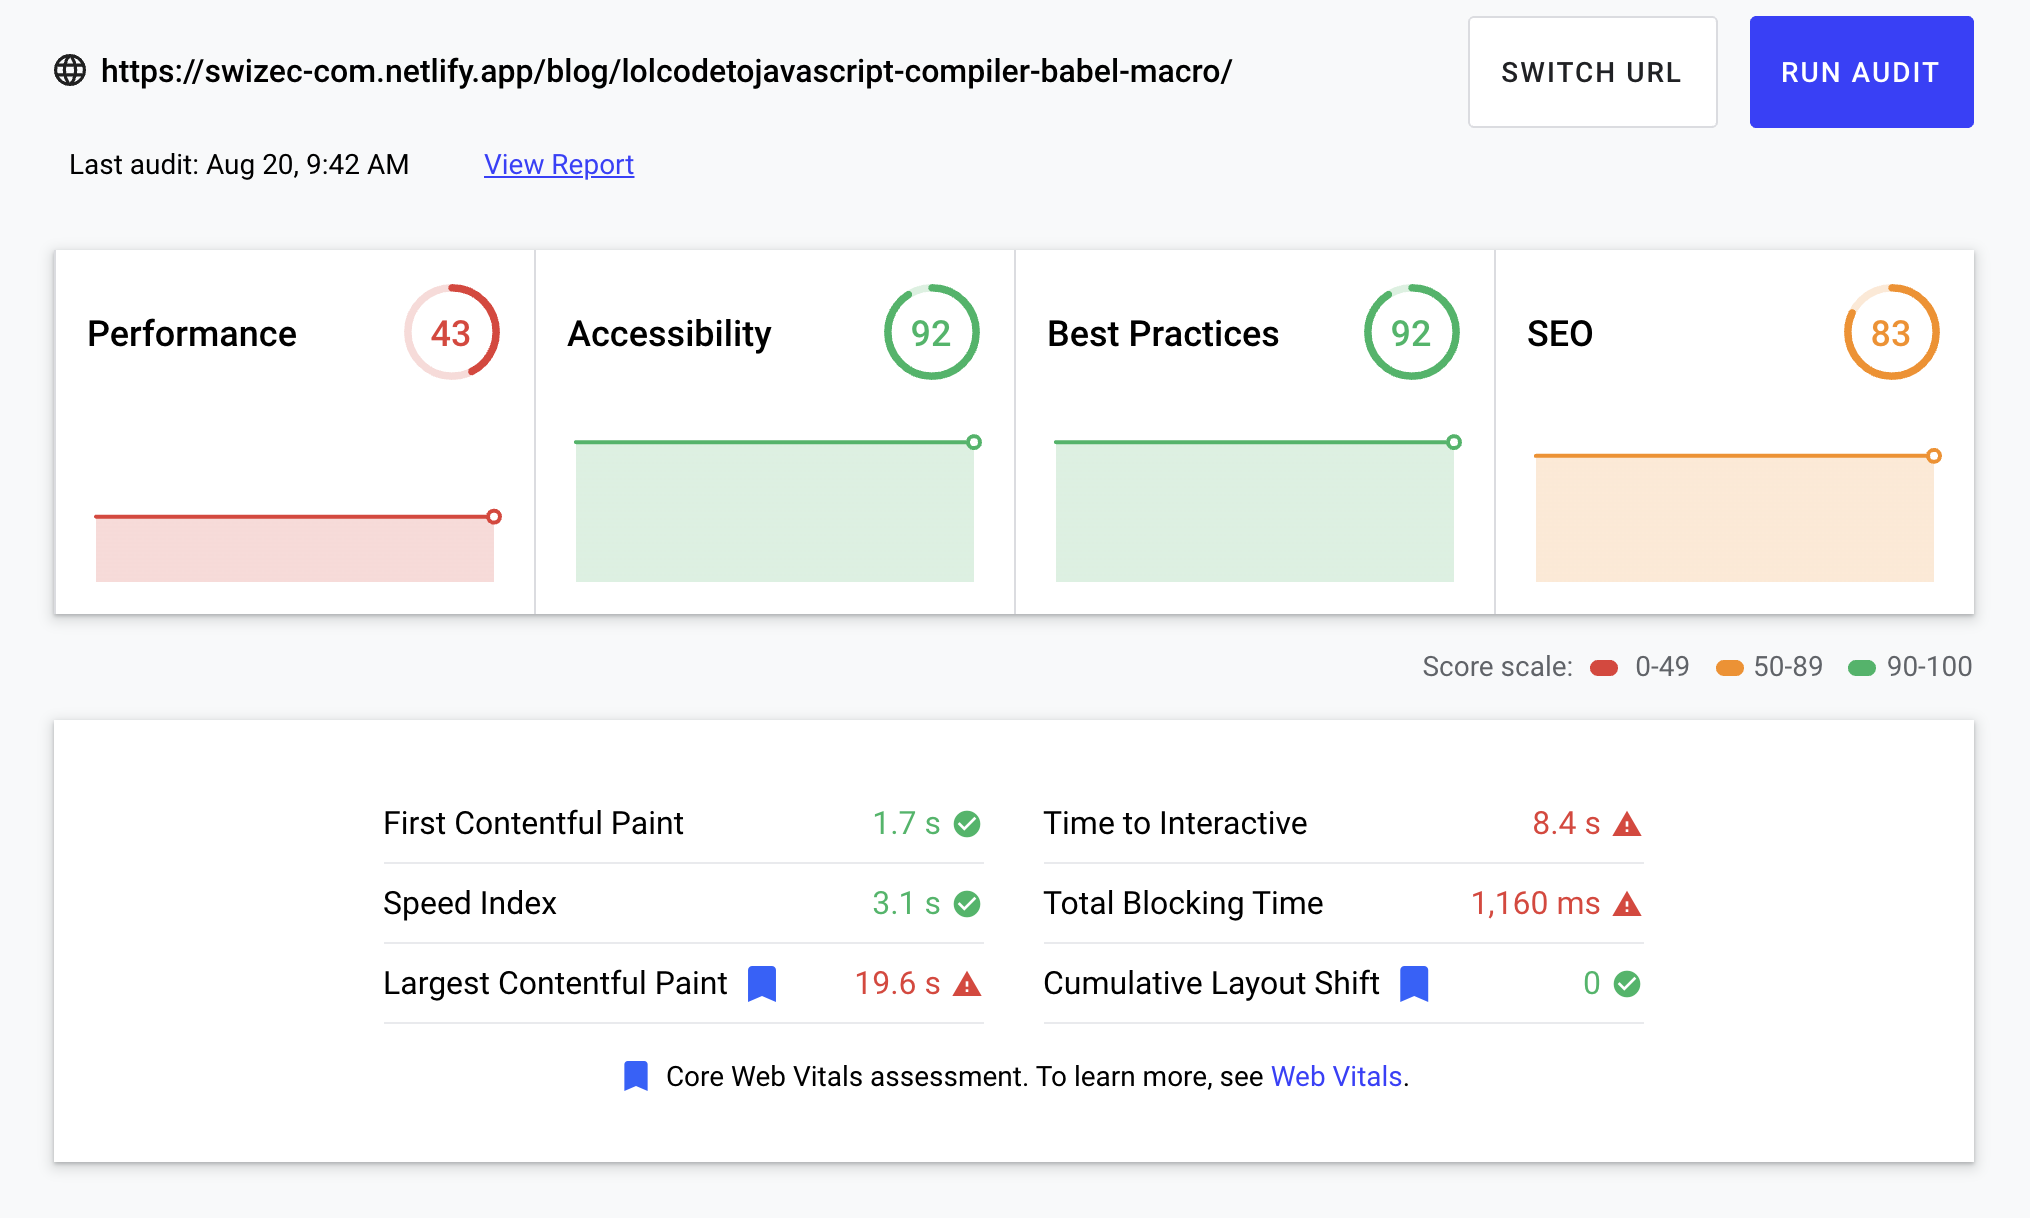 https://swizec-com.netlify.app/blog/lolcodetojavascript-compiler-babel-macro/
SWITCH URL
RUN AUDIT
Last audit: Aug 20, 9:42 AM
View Report
Performance 43
Accessibility 92
Best Practices 92
SEO 83
Score scale: 0-49 50-89 90-100
First Contentful Paint 1.7 s
Time to Interactive 8.4 s
Speed Index 3.1 s
Total Blocking Time 1,160 ms
Largest Contentful Paint 19.6 s
Cumulative Layout Shift 0
Core Web Vitals assessment. To learn more, see Web Vitals.